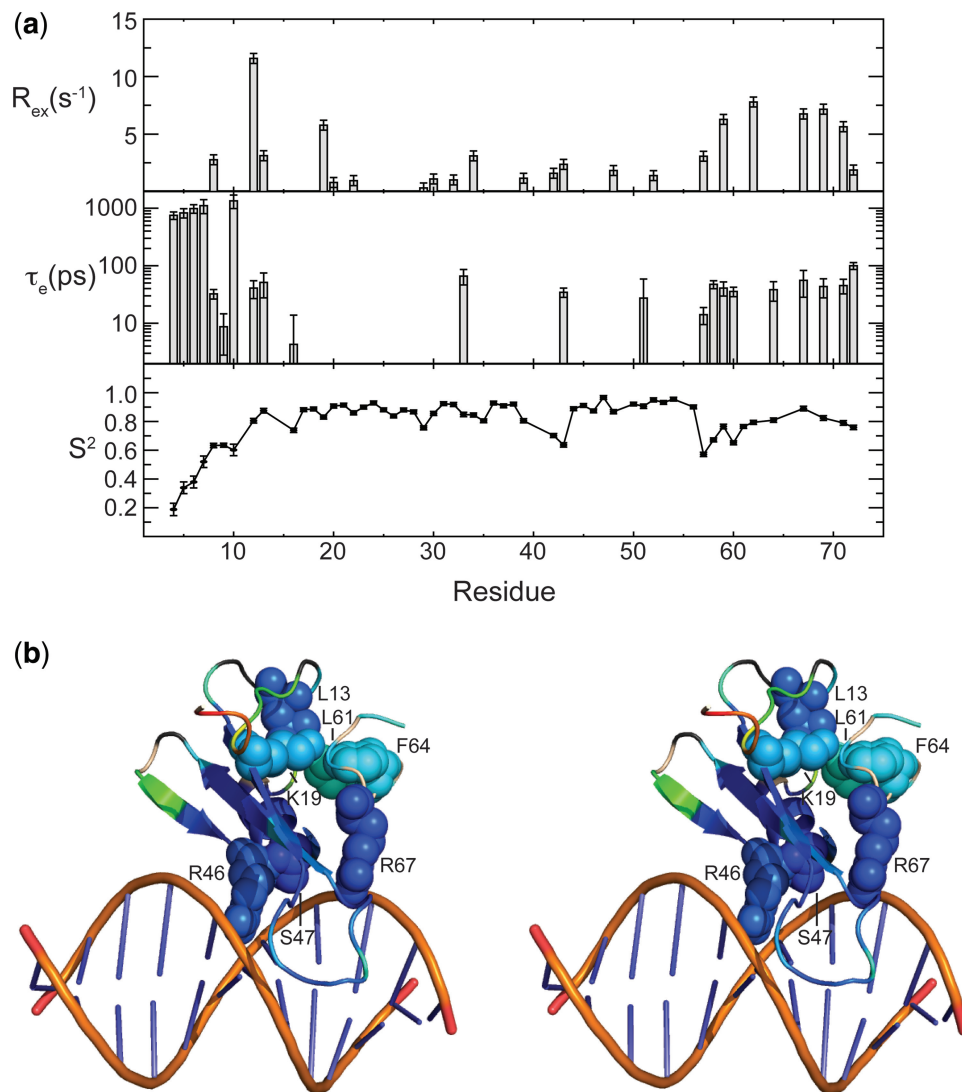 (a)
15
10
5
Rex(s-1)
1000
100
10
τe(ps)
1.0
0.8
0.6
0.4
0.2
S2
10 20 30 40 50 60 70
Residue
(b)
L13 L13
L61 L61
F64 F64
K19 K19
R46 R67 R46 R67
S47 S47